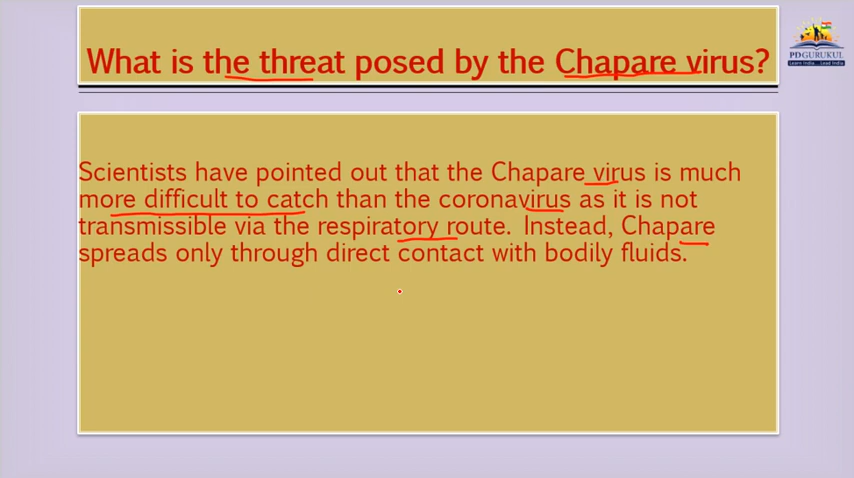 What is the threat posed by the Chapare virus?
PDGURUKUL
Learn India....Lead India
Scientists have pointed out that the Chapare virus is much
more difficult to catch than the coronavirus as it is not
transmissible via the respiratory route. Instead, Chapare
spreads only through direct contact with bodily fluids.